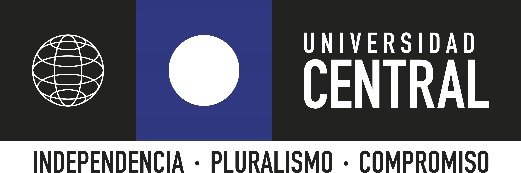 UNIVERSIDAD
CENTRAL
INDEPENDENCIA · PLURALISMO · COMPROMISO